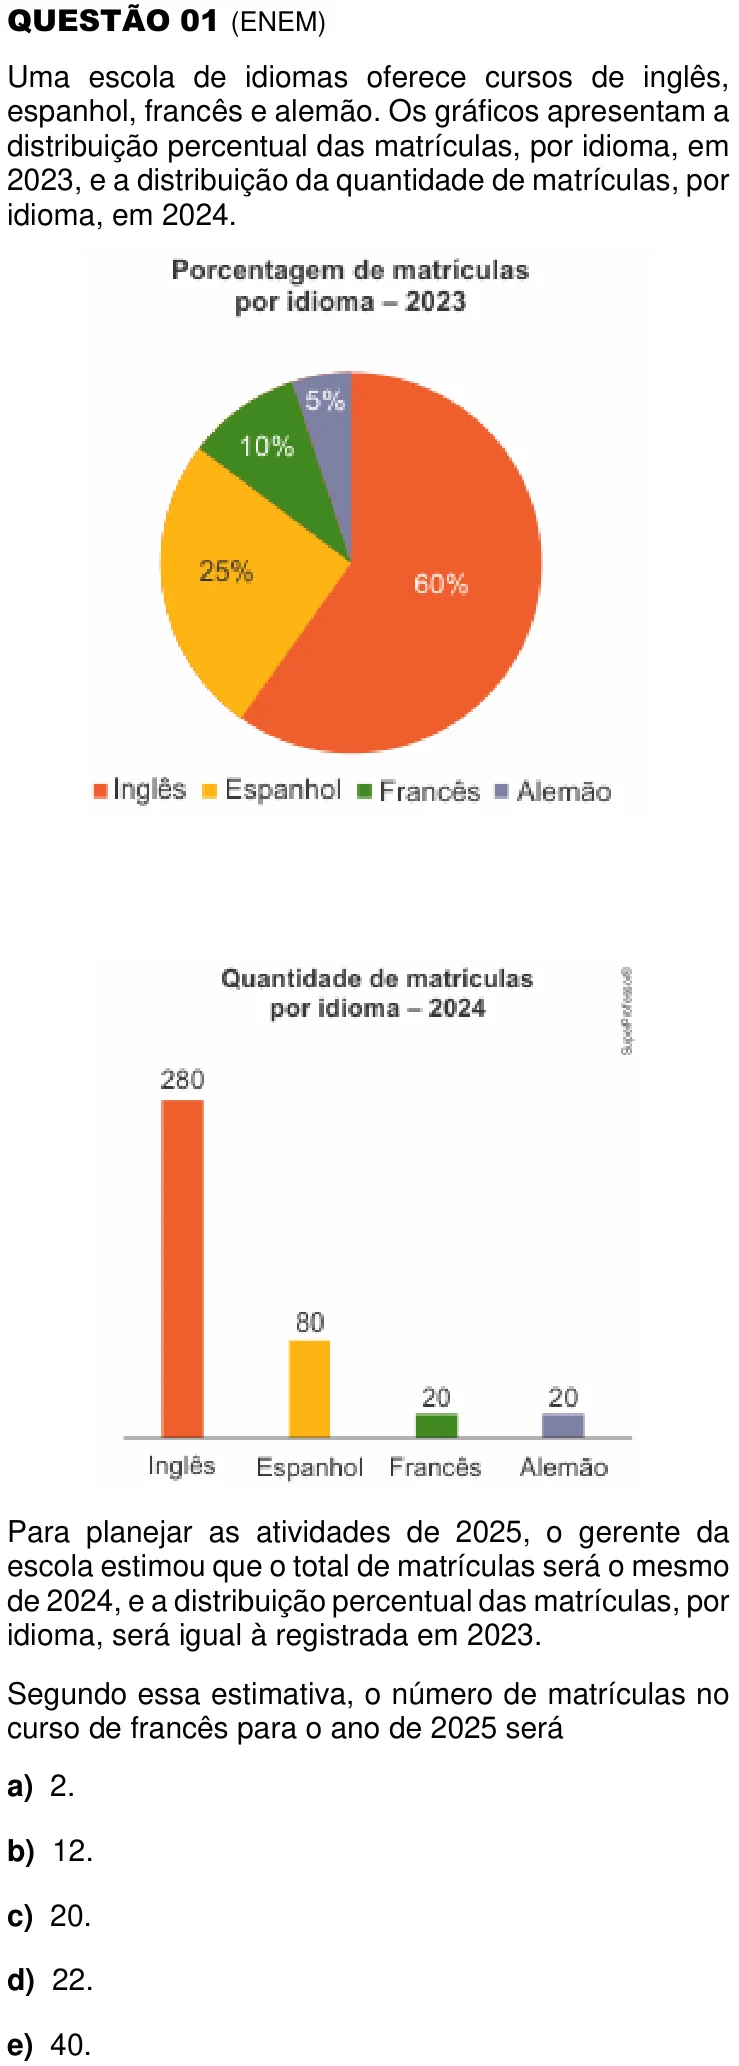 QUESTÃO 01 (ENEM)
Uma escola de idiomas oferece cursos de inglês,
espanhol, francês e alemão. Os gráficos apresentam a
distribuição percentual das matrículas, por idioma, em
2023, e a distribuição da quantidade de matrículas, por
idioma, em 2024.
Porcentagem de matrículas
por idioma – 2023
5%
10%
25%
60%
Inglês Espanhol Francês Alemão
Quantidade de matrículas
por idioma – 2024
SuperProfessor®
280
80
20 20
Inglês Espanhol Francês Alemão
Para planejar as atividades de 2025, o gerente da
escola estimou que o total de matrículas será o mesmo
de 2024, e a distribuição percentual das matrículas, por
idioma, será igual à registrada em 2023.
Segundo essa estimativa, o número de matrículas no
curso de francês para o ano de 2025 será
a) 2.
b) 12.
c) 20.
d) 22.
e) 40.